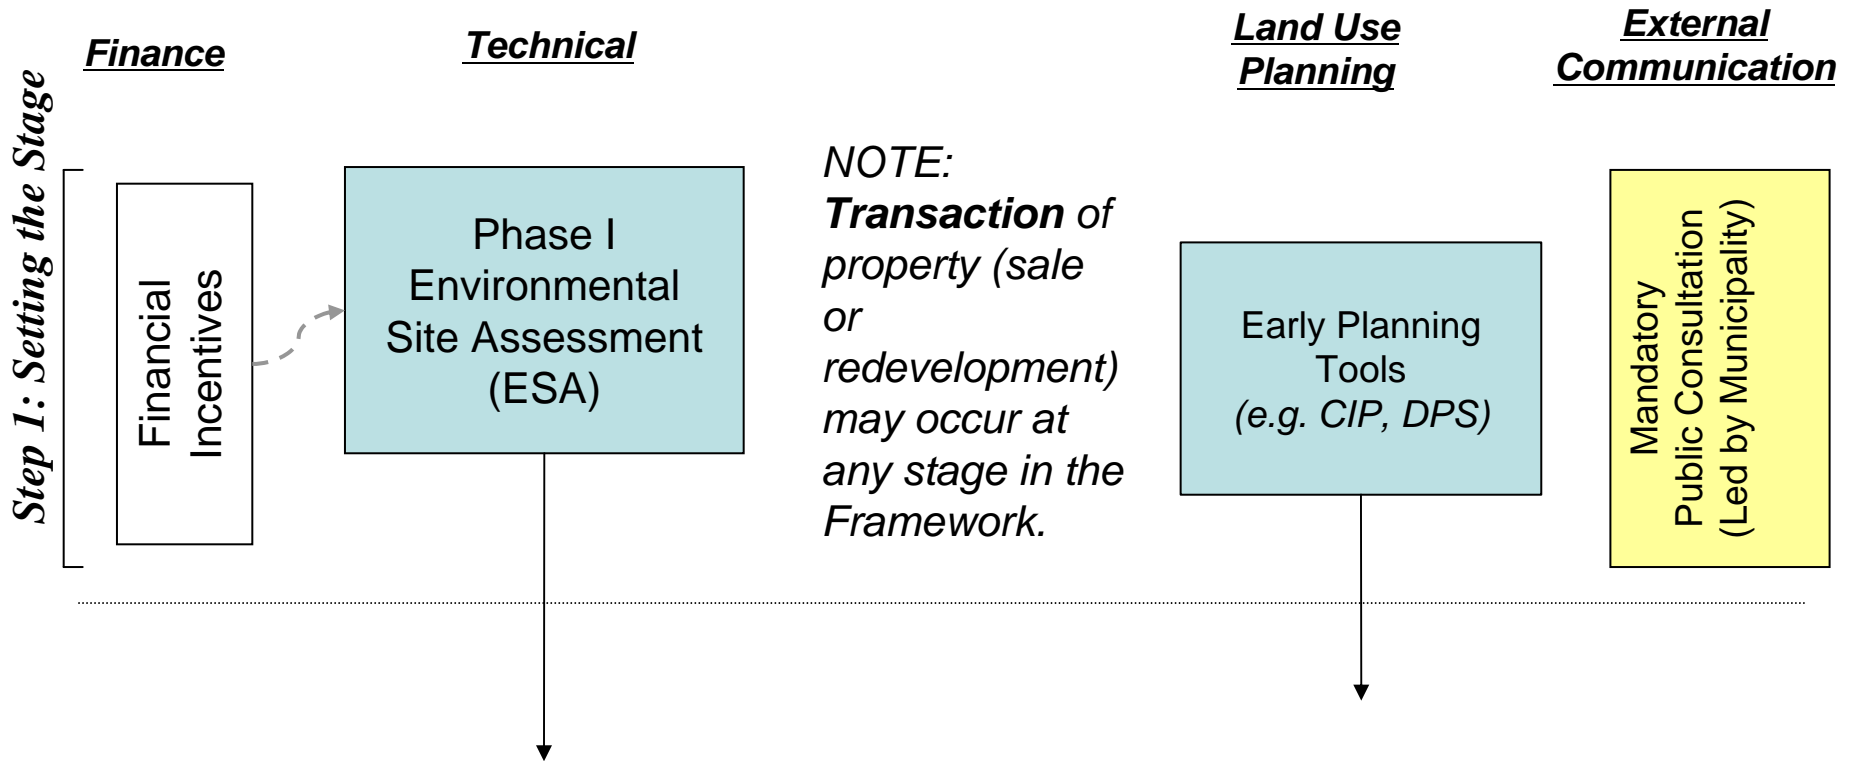 Finance
Technical
Land Use
Planning
External
Communication
Step 1: Setting the Stage
Financial
Incentives
Phase I
Environmental
Site Assessment
(ESA)
NOTE:
Transaction of
property (sale
or
redevelopment)
may occur at
any stage in the
Framework.
Early Planning
Tools
(e.g. CIP, DPS)
Mandatory
Public Consultation
(Led by Municipality)